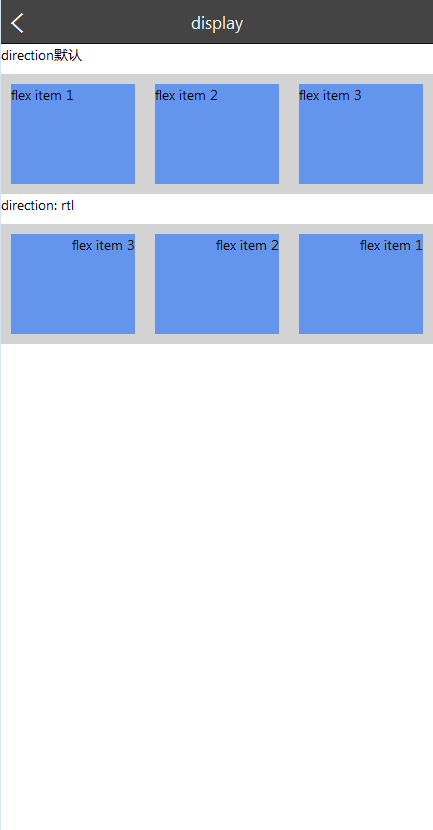 display
direction默认
flex item 1 flex item 2 flex item 3
direction: rtl
flex item 3 flex item 2 flex item 1